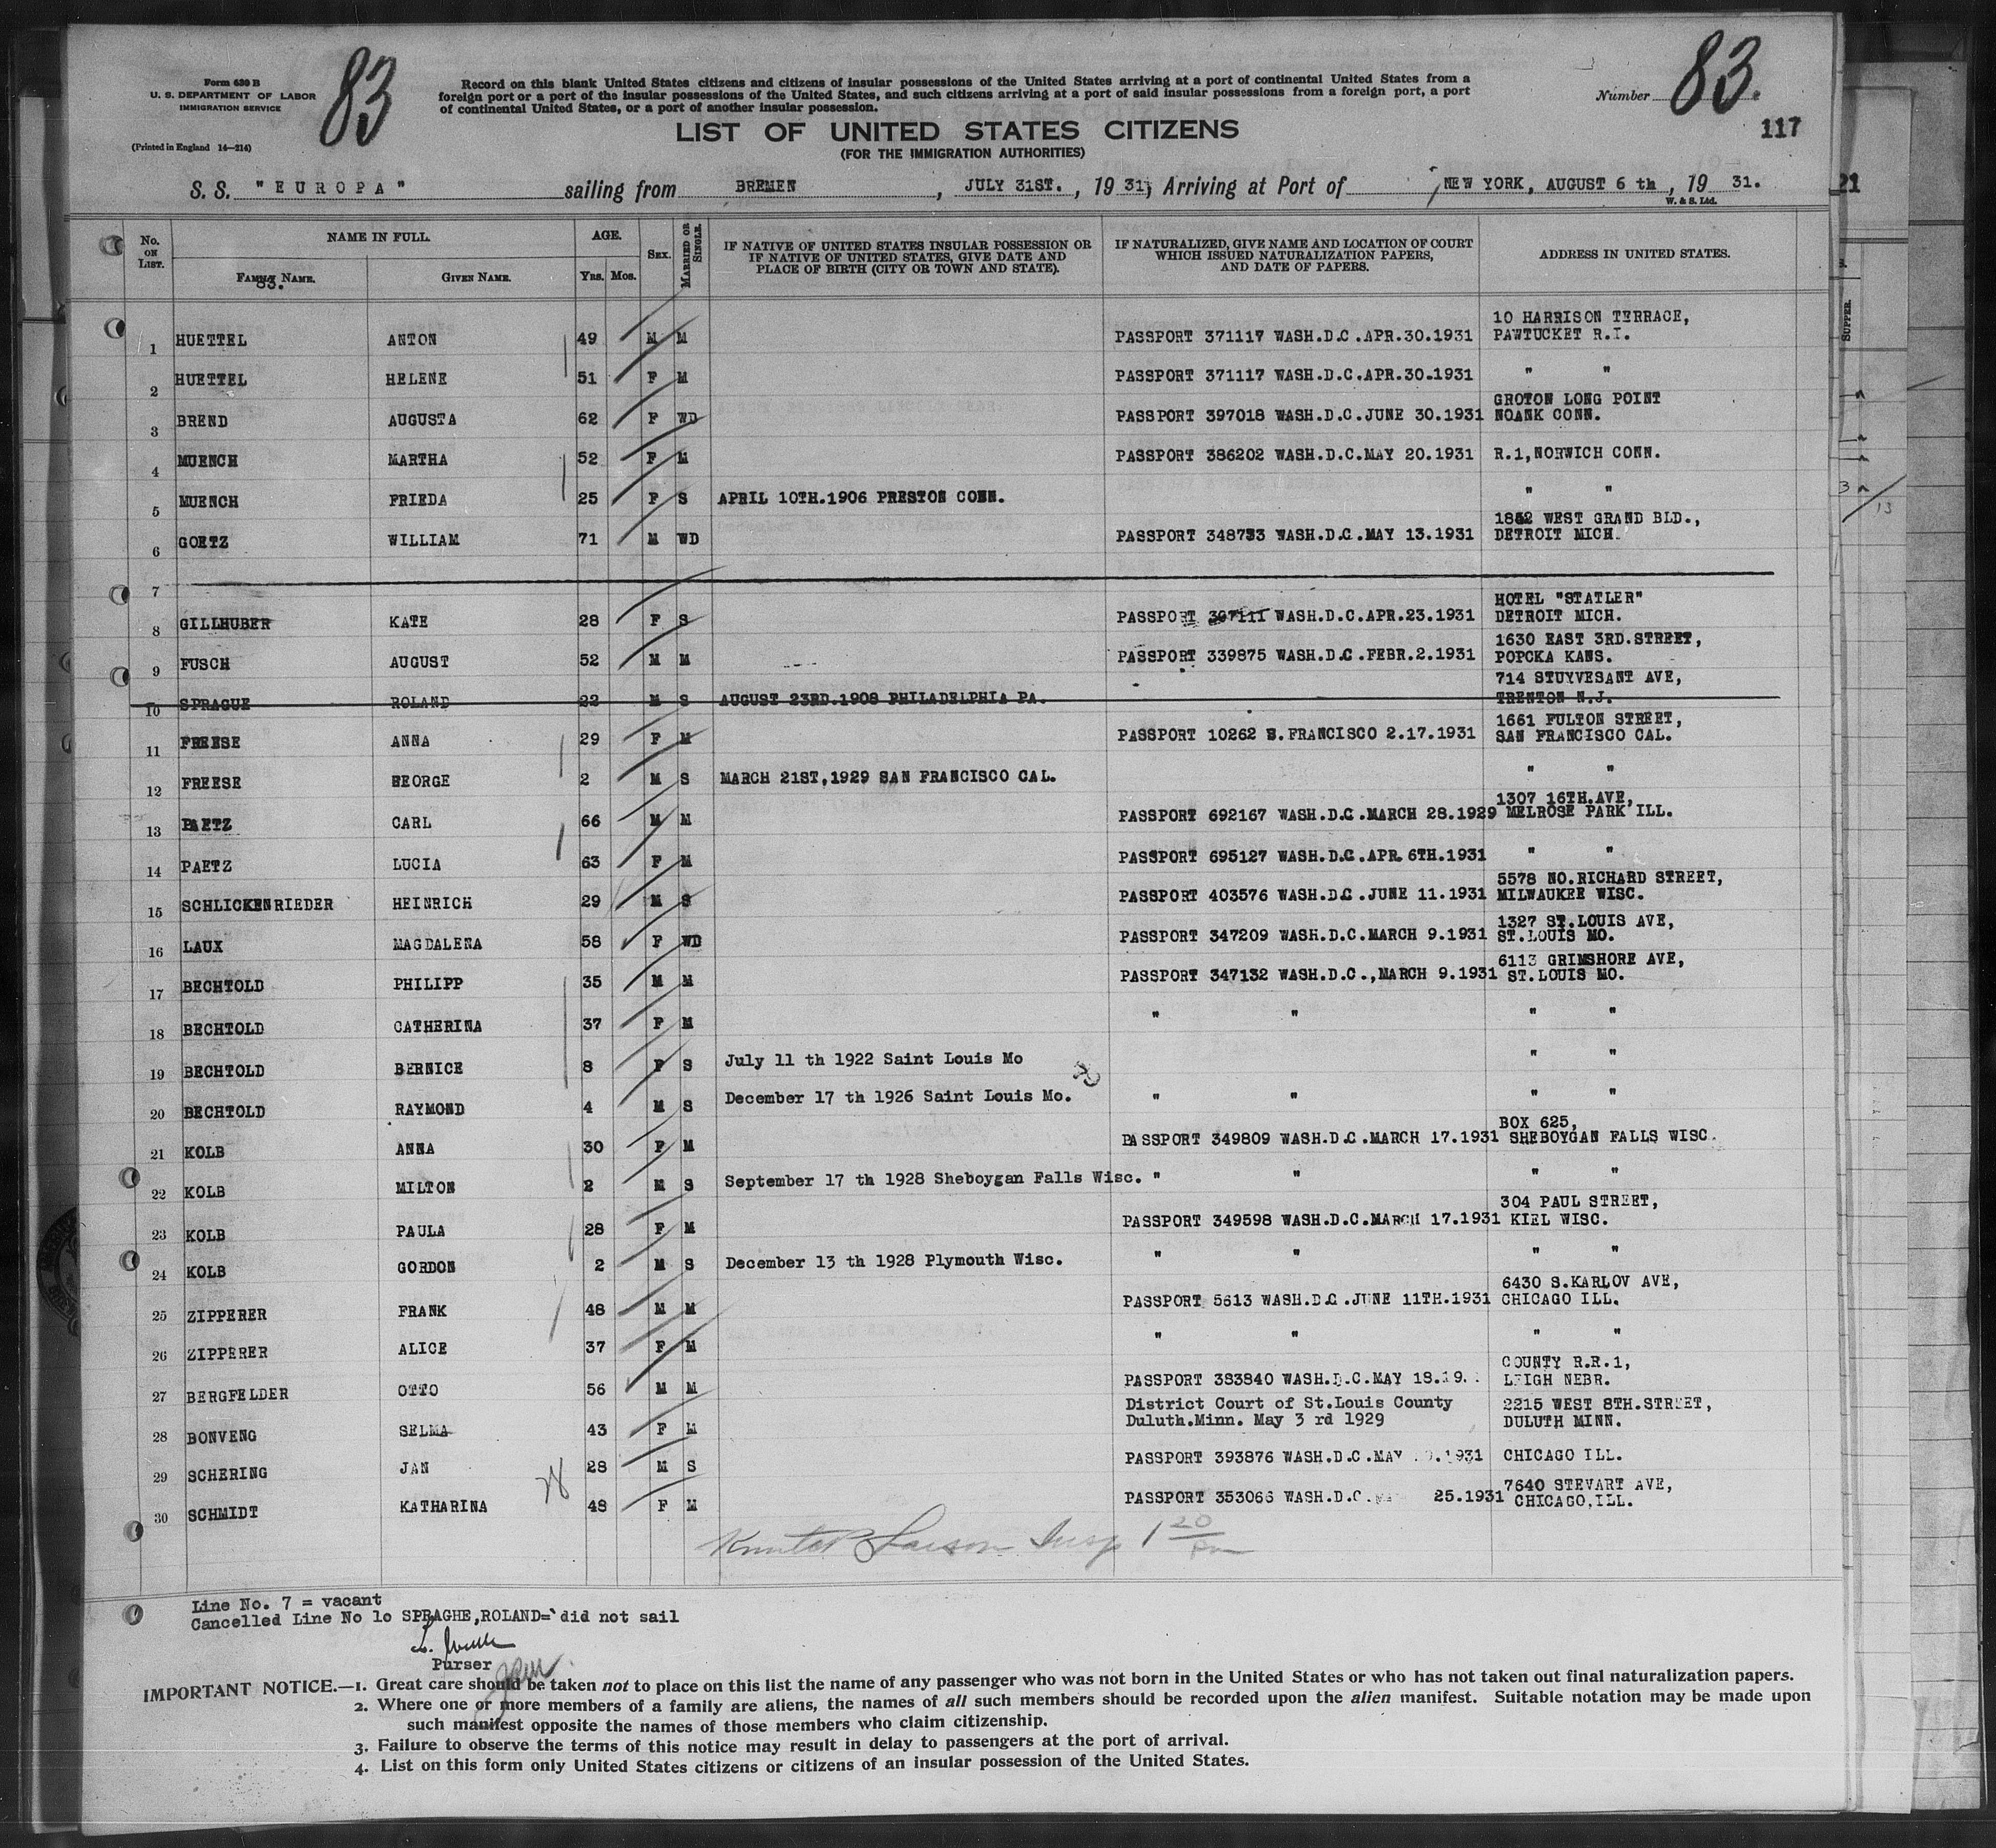 Form 630 B
U. S. DEPARTMENT OF LABOR
IMMIGRATION SERVICE
(Printed in England 14—214)
83
Record on this blank United States citizens and citizens of insular possessions of the United States arriving at a port of continental United States from a
foreign port or a port of the insular possessions of the United States, and such citizens arriving at a port of said insular possessions from a foreign port, a port
of continental United States, or a port of another insular possession.
Number 83.
117
LIST OF UNITED STATES CITIZENS
(FOR THE IMMIGRATION AUTHORITIES)
S. S. "EUROPA" sailing from BREMEN, JULY 31ST., 1931, Arriving at Port of NEW YORK, AUGUST 6 th, 1931.
W. & S. Ltd.
21
No. ON LIST. NAME IN FULL. FAMILY NAME. GIVEN NAME. AGE. YRS. MOS. SEX. MARRIED OR SINGLE. IF NATIVE OF UNITED STATES INSULAR POSSESSION OR IF NATIVE OF UNITED STATES, GIVE DATE AND PLACE OF BIRTH (CITY OR TOWN AND STATE). IF NATURALIZED, GIVE NAME AND LOCATION OF COURT WHICH ISSUED NATURALIZATION PAPERS, AND DATE OF PAPERS. ADDRESS IN UNITED STATES.
SUPPER.
83.
1 HUETTEL ANTON 49 M M PASSPORT 371117 WASH.D.C.APR.30.1931 10 HARRISON TERRACE, PAWTUCKET R.I.
2 HUETTEL HELENE 51 F M PASSPORT 371117 WASH.D.C.APR.30.1931 " "
3 BREND AUGUSTA 62 F WD PASSPORT 397018 WASH.D.C.JUNE 30.1931 GROTON LONG POINT NOANK CONN.
4 MUENCH MARTHA 52 F M PASSPORT 386202 WASH.D.C.MAY 20.1931 R.1,NORWICH CONN.
5 MUENCH FRIEDA 25 F S APRIL 10TH.1906 PRESTON CONN. " "
6 GOETZ WILLIAM 71 M WD PASSPORT 348733 WASH.D.C.MAY 13.1931 1852 WEST GRAND BLD., DETROIT MICH.
7
8 GILLHUBER KATE 28 F S PASSPORT 397111 WASH.D.C.APR.23.1931 HOTEL "STATLER" DETROIT MICH.
9 FUSCH AUGUST 52 M M PASSPORT 339875 WASH.D.C.FEBR.2.1931 1630 EAST 3RD.STREET, POPCKA KANS.
10 SPRAGUE ROLAND 22 M S AUGUST 23RD.1908 PHILADELPHIA PA. 714 STUYVESANT AVE, TRENTON N.J.
11 FREESE ANNA 29 F M PASSPORT 10262 S.FRANCISCO 2.17.1931 1661 FULTON STREET, SAN FRANCISCO CAL.
12 FREESE GEORGE 2 M S MARCH 21ST,1929 SAN FRANCISCO CAL. " "
13 PAETZ CARL 66 M M PASSPORT 692167 WASH.D.C.MARCH 28.1929 1307 16TH.AVE, MELROSE PARK ILL.
14 PAETZ LUCIA 63 F M PASSPORT 695127 WASH.D.C.APR.6TH.1931 " "
15 SCHLICKENRIEDER HEINRICH 29 M S PASSPORT 403576 WASH.D.C.JUNE 11.1931 5578 NO.RICHARD STREET, MILWAUKEE WISC.
16 LAUX MAGDALENA 58 F WD PASSPORT 347209 WASH.D.C.MARCH 9.1931 1327 ST.LOUIS AVE, ST.LOUIS MO.
17 BECHTOLD PHILIPP 35 M M PASSPORT 347132 WASH.D.C.,MARCH 9.1931 6113 GRIMSHORE AVE, ST.LOUIS MO.
18 BECHTOLD CATHERINA 37 F M " " " "
19 BECHTOLD BERNICE 8 F S July 11 th 1922 Saint Louis Mo " "
20 BECHTOLD RAYMOND 4 M S December 17 th 1926 Saint Louis Mo. " " " "
21 KOLB ANNA 30 F M PASSPORT 349809 WASH.D.C.MARCH 17.1931 BOX 625, SHEBOYGAN FALLS WISC.
22 KOLB MILTON 2 M S September 17 th 1928 Sheboygan Falls Wisc. " " " "
23 KOLB PAULA 28 F M PASSPORT 349598 WASH.D.C.MARCH 17.1931 304 PAUL STREET, KIEL WISC.
24 KOLB GORDON 2 M S December 13 th 1928 Plymouth Wisc. " " " "
25 ZIPPERER FRANK 48 M M PASSPORT 5613 WASH.D.C.JUNE 11TH.1931 6430 S.KARLOV AVE, CHICAGO ILL.
26 ZIPPERER ALICE 37 F M " " " "
27 BERGFELDER OTTO 56 M M PASSPORT 383840 WASH.D.C.MAY 18.19 COUNTY R.R.1, LEIGH NEBR.
28 BONVENG SELMA 43 F M District Court of St.Louis County Duluth.Minn. May 3 rd 1929 2215 WEST 8TH.STREET, DULUTH MINN.
29 SCHERING JAN 28 M S PASSPORT 393876 WASH.D.C.MAY 1931 CHICAGO ILL.
30 SCHMIDT KATHARINA 48 F M PASSPORT 353066 WASH.D.C. 25.1931 7640 STEVART AVE, CHICAGO,ILL.
Larson Insp 1 20 Pm
Line No. 7 = vacant
Cancelled Line No 1o SPRAGHE,ROLAND= did not sail
Purser
IMPORTANT NOTICE.—1. Great care should be taken not to place on this list the name of any passenger who was not born in the United States or who has not taken out final naturalization papers.
2. Where one or more members of a family are aliens, the names of all such members should be recorded upon the alien manifest. Suitable notation may be made upon
such manifest opposite the names of those members who claim citizenship.
3. Failure to observe the terms of this notice may result in delay to passengers at the port of arrival.
4. List on this form only United States citizens or citizens of an insular possession of the United States.